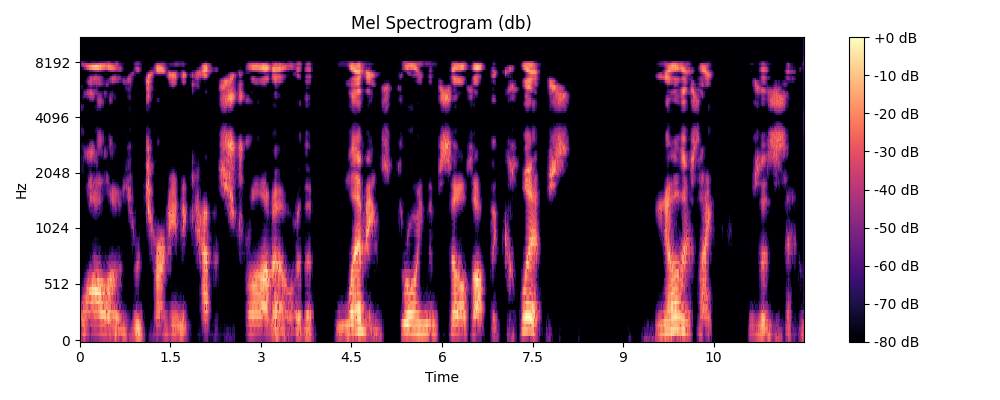 Mel Spectrogram (db)
8192
4096
2048
1024
512
0
Hz
0 1.5 3 4.5 6 7.5 9 10
Time
+0 dB
-10 dB
-20 dB
-30 dB
-40 dB
-50 dB
-60 dB
-70 dB
-80 dB